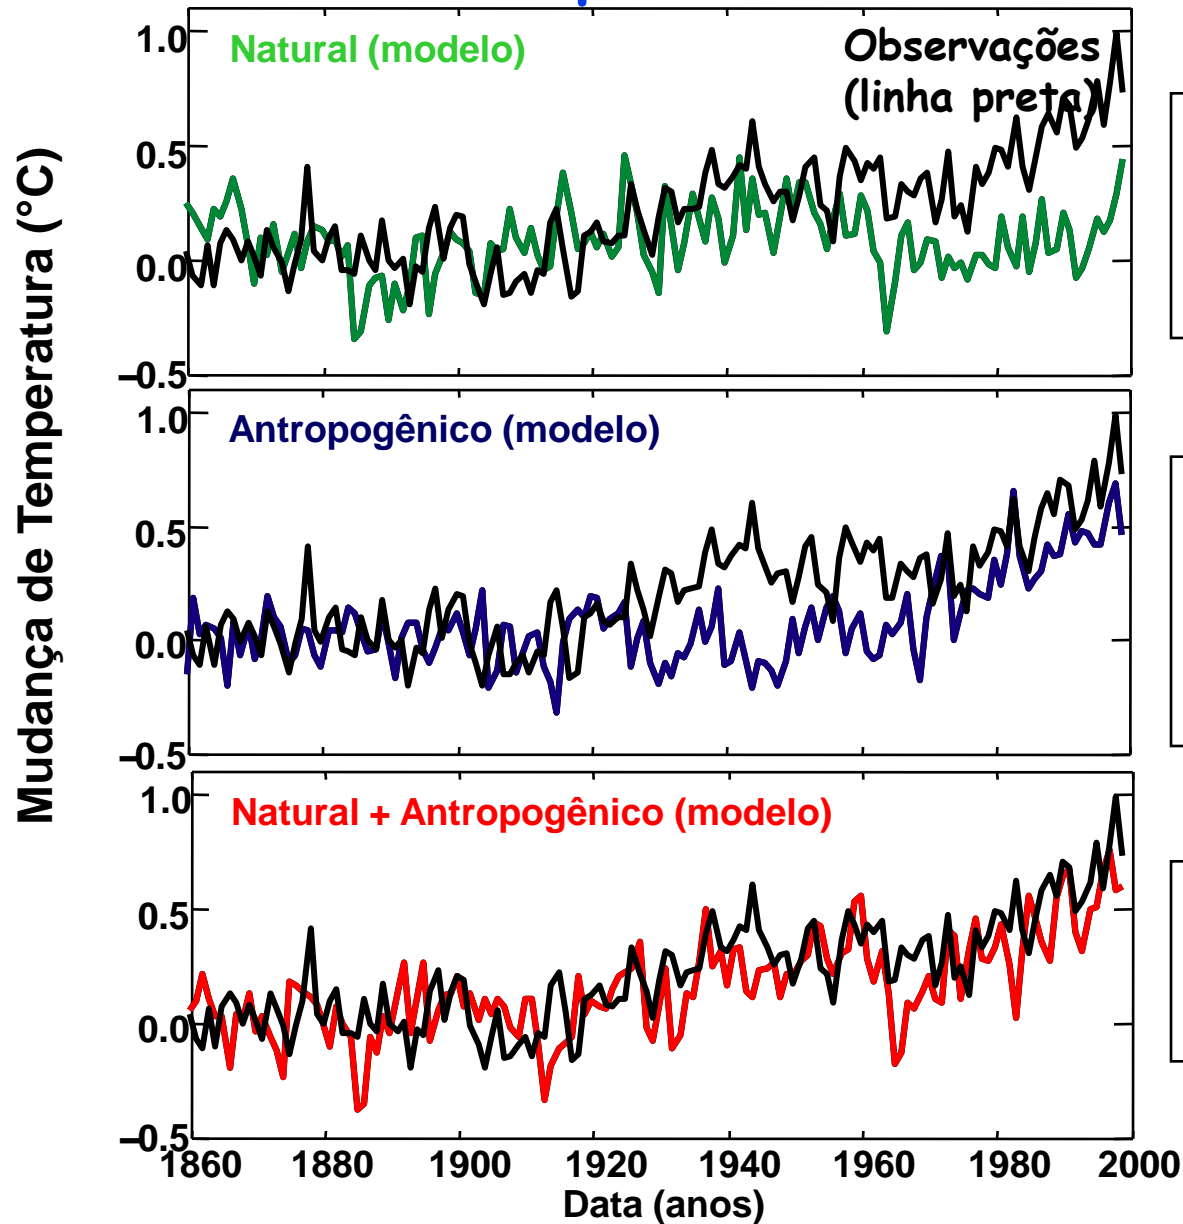 1.0
Natural (modelo)
Observações
(linha preta)
0.5
0.0
−0.5
Mudança de Temperatura (°C)
1.0
Antropogênico (modelo)
0.5
0.0
−0.5
1.0
Natural + Antropogênico (modelo)
0.5
0.0
−0.5
1860 1880 1900 1920 1940 1960 1980 2000
Data (anos)